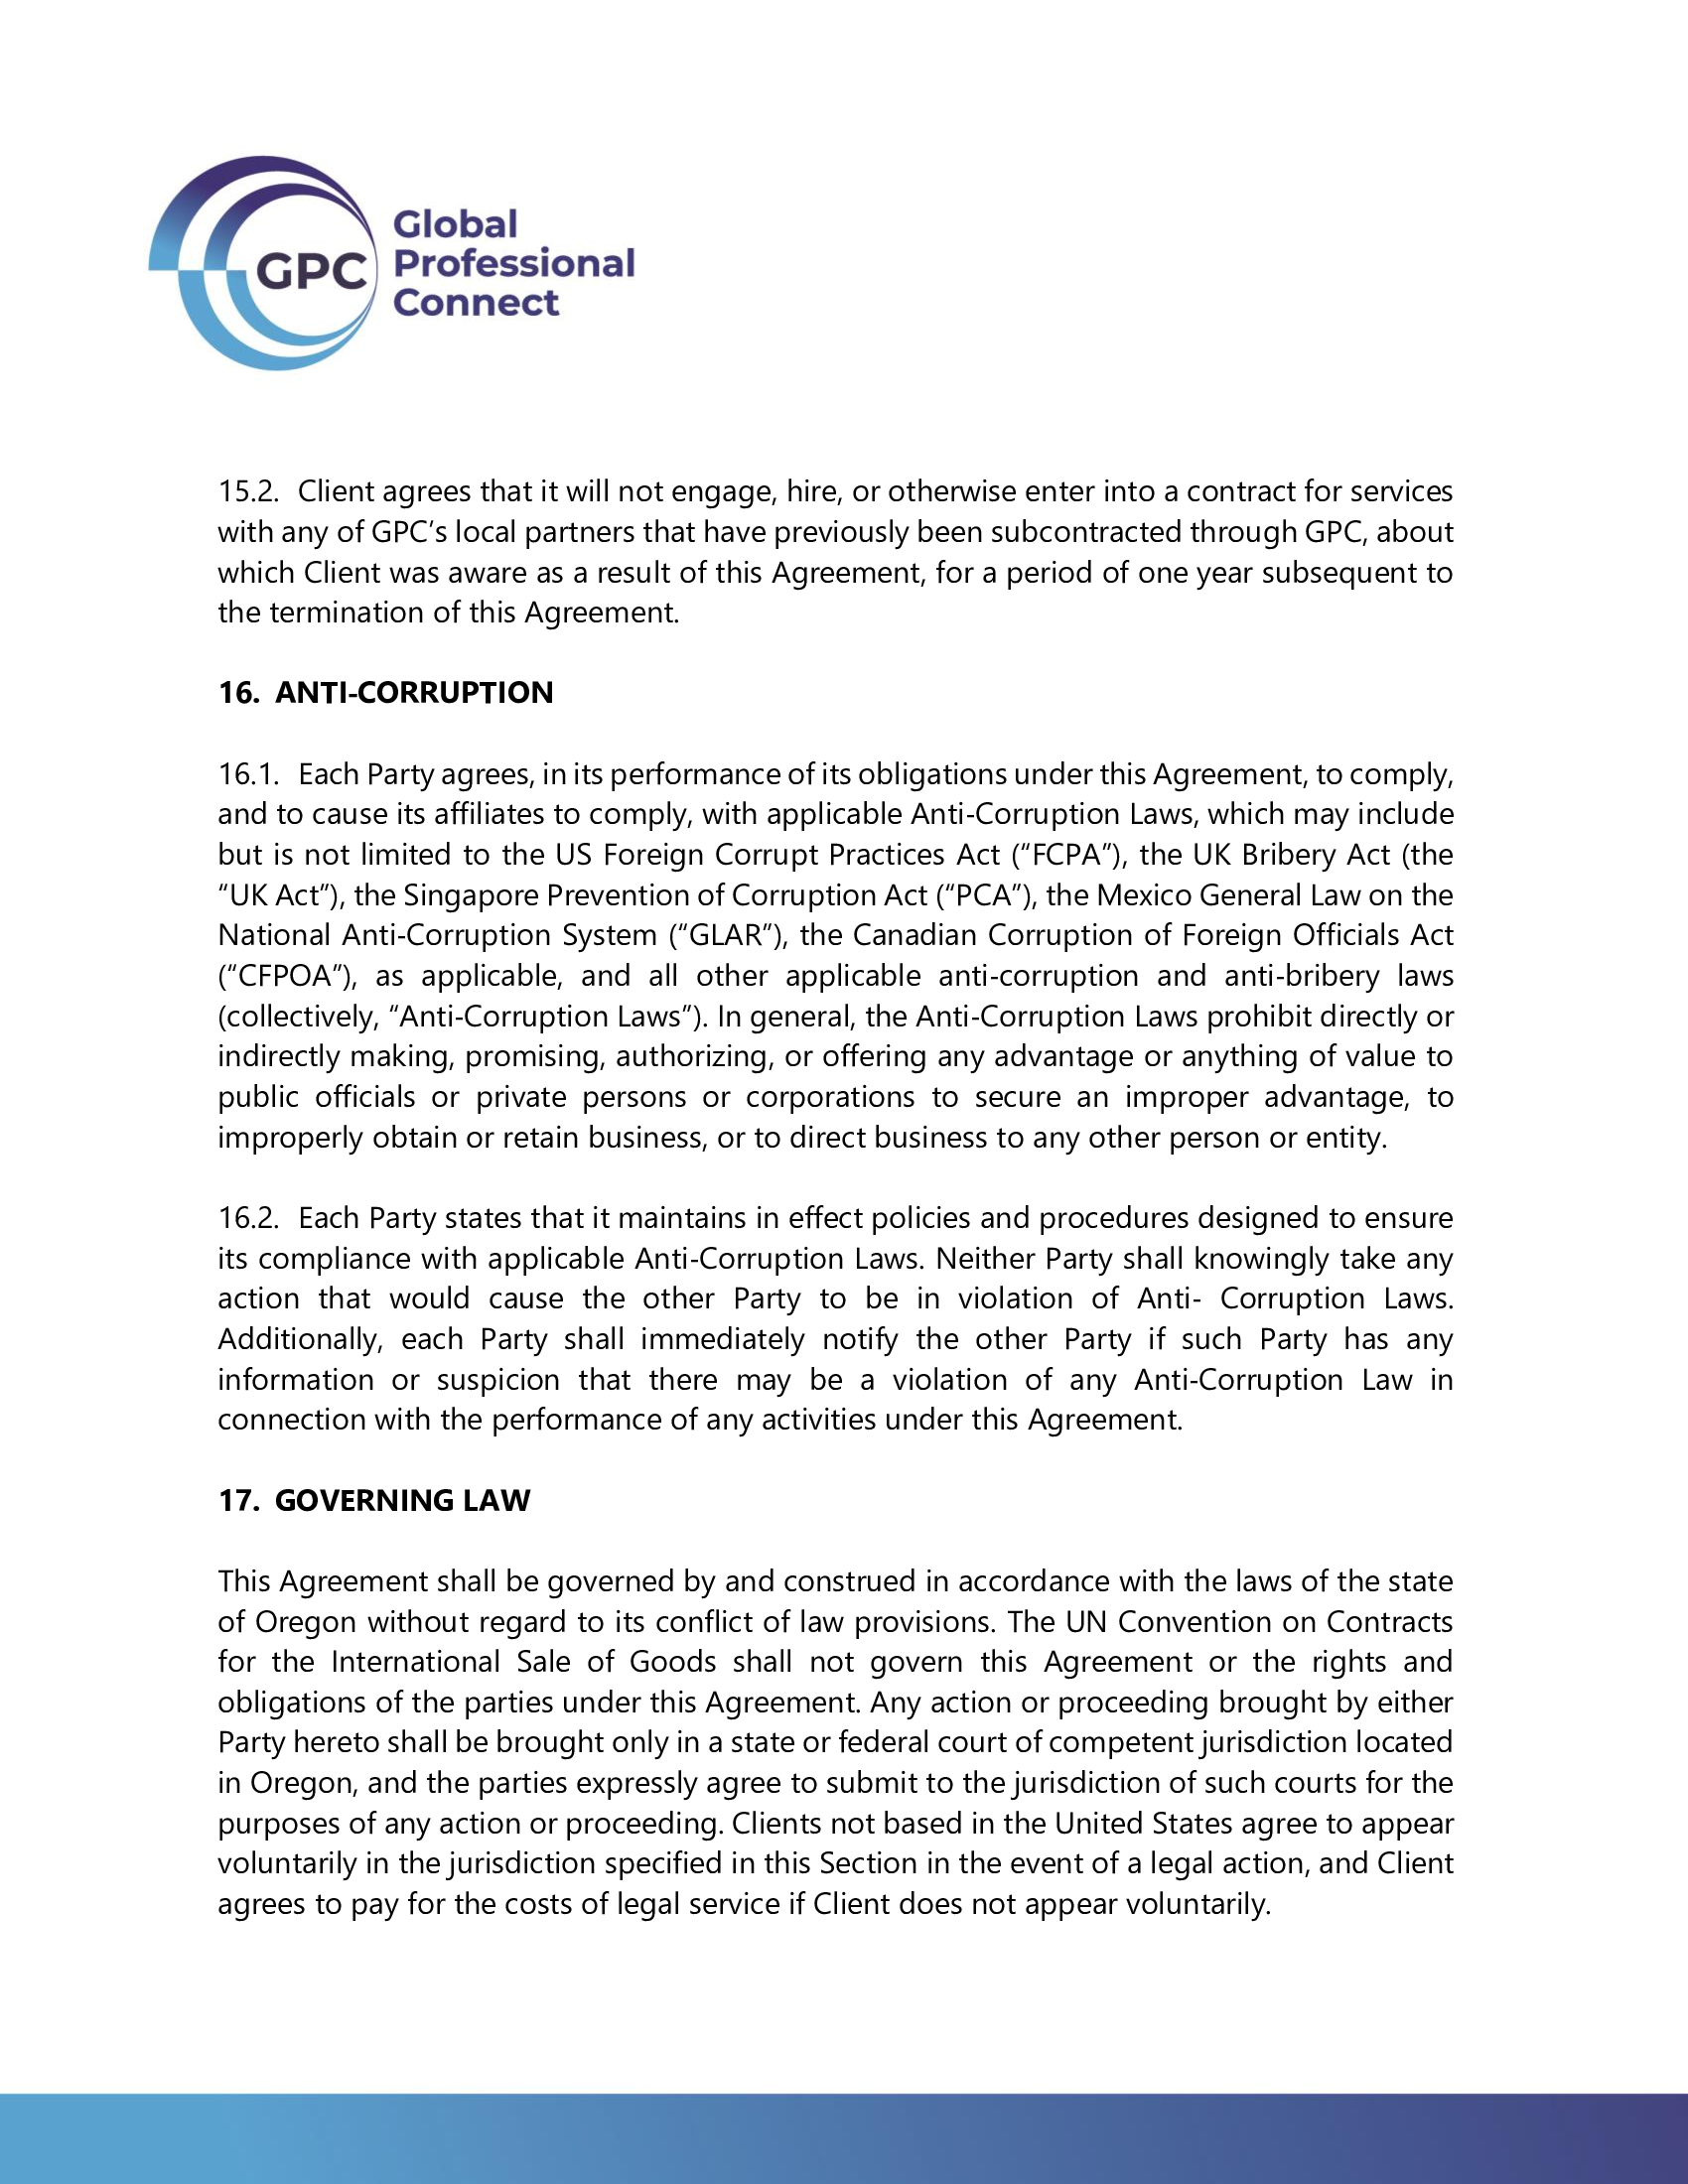 GPC
Global
Professional
Connect
15.2. Client agrees that it will not engage, hire, or otherwise enter into a contract for services
with any of GPC’s local partners that have previously been subcontracted through GPC, about
which Client was aware as a result of this Agreement, for a period of one year subsequent to
the termination of this Agreement.
16. ANTI-CORRUPTION
16.1. Each Party agrees, in its performance of its obligations under this Agreement, to comply,
and to cause its affiliates to comply, with applicable Anti-Corruption Laws, which may include
but is not limited to the US Foreign Corrupt Practices Act (“FCPA”), the UK Bribery Act (the
“UK Act”), the Singapore Prevention of Corruption Act (“PCA”), the Mexico General Law on the
National Anti-Corruption System (“GLAR”), the Canadian Corruption of Foreign Officials Act
(“CFPOA”), as applicable, and all other applicable anti-corruption and anti-bribery laws
(collectively, “Anti-Corruption Laws”). In general, the Anti-Corruption Laws prohibit directly or
indirectly making, promising, authorizing, or offering any advantage or anything of value to
public officials or private persons or corporations to secure an improper advantage, to
improperly obtain or retain business, or to direct business to any other person or entity.
16.2. Each Party states that it maintains in effect policies and procedures designed to ensure
its compliance with applicable Anti-Corruption Laws. Neither Party shall knowingly take any
action that would cause the other Party to be in violation of Anti- Corruption Laws.
Additionally, each Party shall immediately notify the other Party if such Party has any
information or suspicion that there may be a violation of any Anti-Corruption Law in
connection with the performance of any activities under this Agreement.
17. GOVERNING LAW
This Agreement shall be governed by and construed in accordance with the laws of the state
of Oregon without regard to its conflict of law provisions. The UN Convention on Contracts
for the International Sale of Goods shall not govern this Agreement or the rights and
obligations of the parties under this Agreement. Any action or proceeding brought by either
Party hereto shall be brought only in a state or federal court of competent jurisdiction located
in Oregon, and the parties expressly agree to submit to the jurisdiction of such courts for the
purposes of any action or proceeding. Clients not based in the United States agree to appear
voluntarily in the jurisdiction specified in this Section in the event of a legal action, and Client
agrees to pay for the costs of legal service if Client does not appear voluntarily.